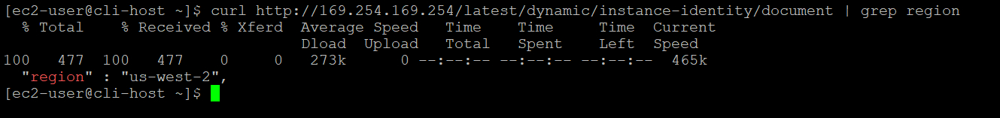 [ec2-user@cli-host ~]$ curl http://169.254.169.254/latest/dynamic/instance-identity/document | grep region
  % Total    % Received % Xferd  Average Speed   Time    Time     Time  Current
                                 Dload  Upload   Total   Spent    Left  Speed
100   477  100   477    0     0   273k      0 --:--:-- --:--:-- --:--:--  465k
  "region" : "us-west-2",
[ec2-user@cli-host ~]$